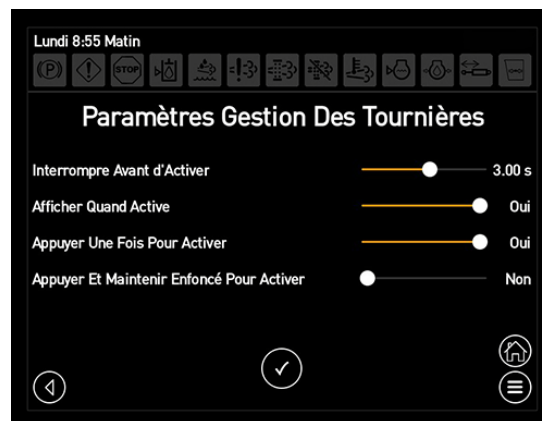 Lundi 8:55 Matin
(P) STOP
Paramètres Gestion Des Tournières
Interrompre Avant d'Activer 3.00 s
Afficher Quand Active Oui
Appuyer Une Fois Pour Activer Oui
Appuyer Et Maintenir Enfoncé Pour Activer Non